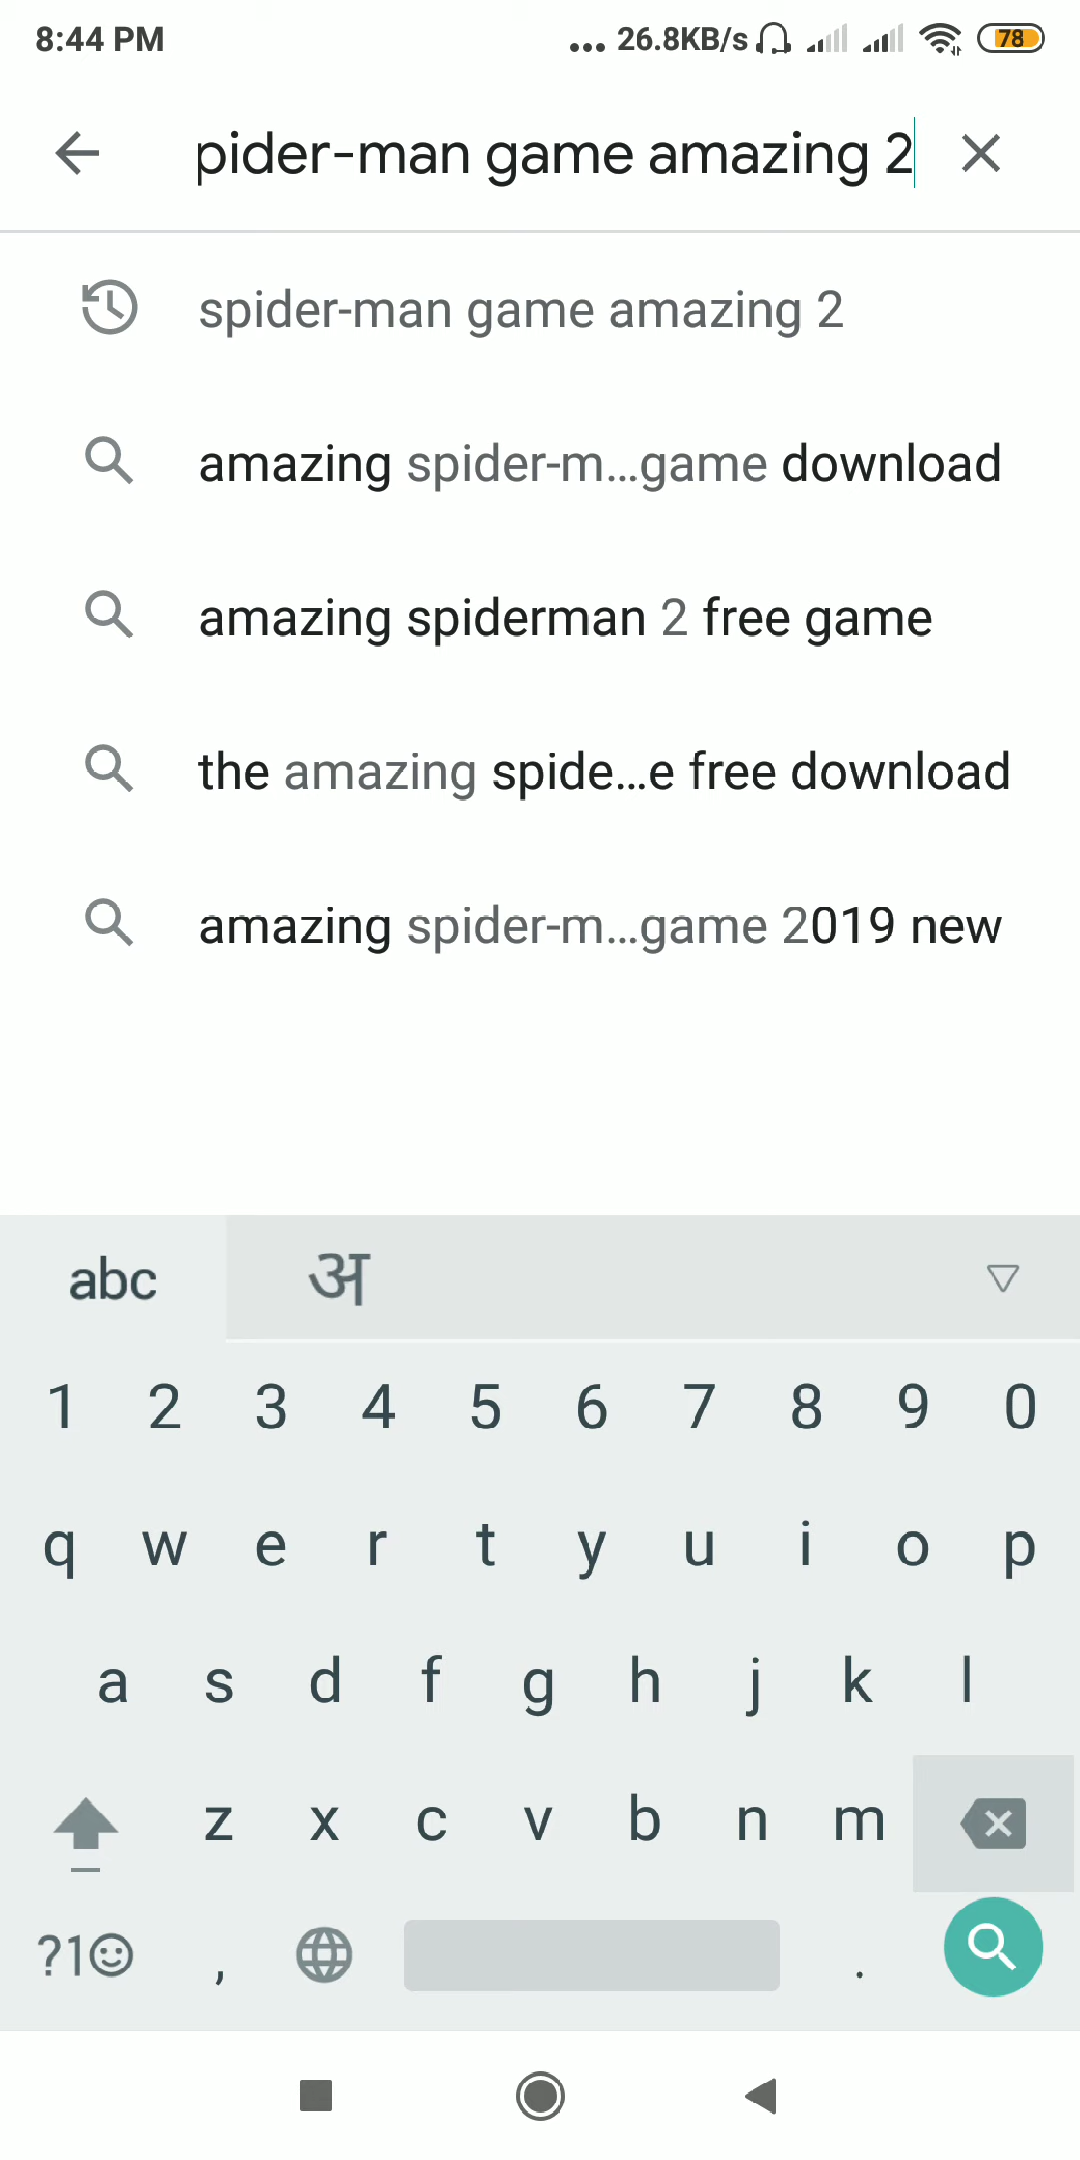 8:44 PM ... 26.8KB/s 78
pider-man game amazing 2
spider-man game amazing 2
amazing spider-m...game download
amazing spiderman 2 free game
the amazing spide...e free download
amazing spider-m...game 2019 new
abc अ
1 2 3 4 5 6 7 8 9 0
q w e r t y u i o p
a s d f g h j k l
z x c v b n m
?1☺ , .